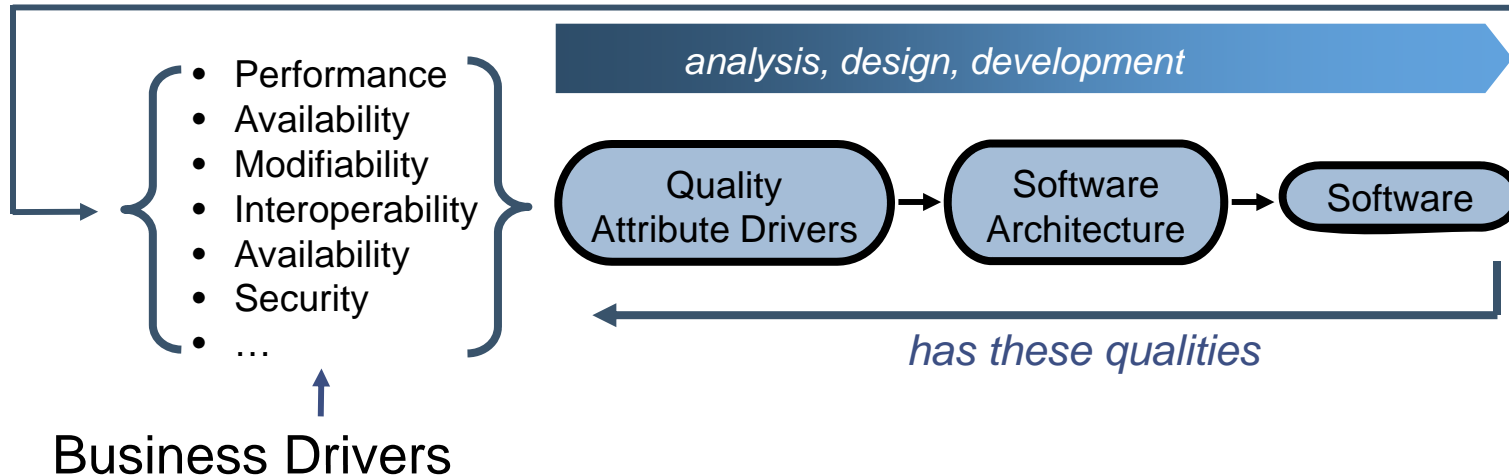 analysis, design, development
• Performance
• Availability
• Modifiability
• Interoperability
• Availability
• Security
• …
Quality
Attribute Drivers
Software
Architecture
Software
has these qualities
Business Drivers